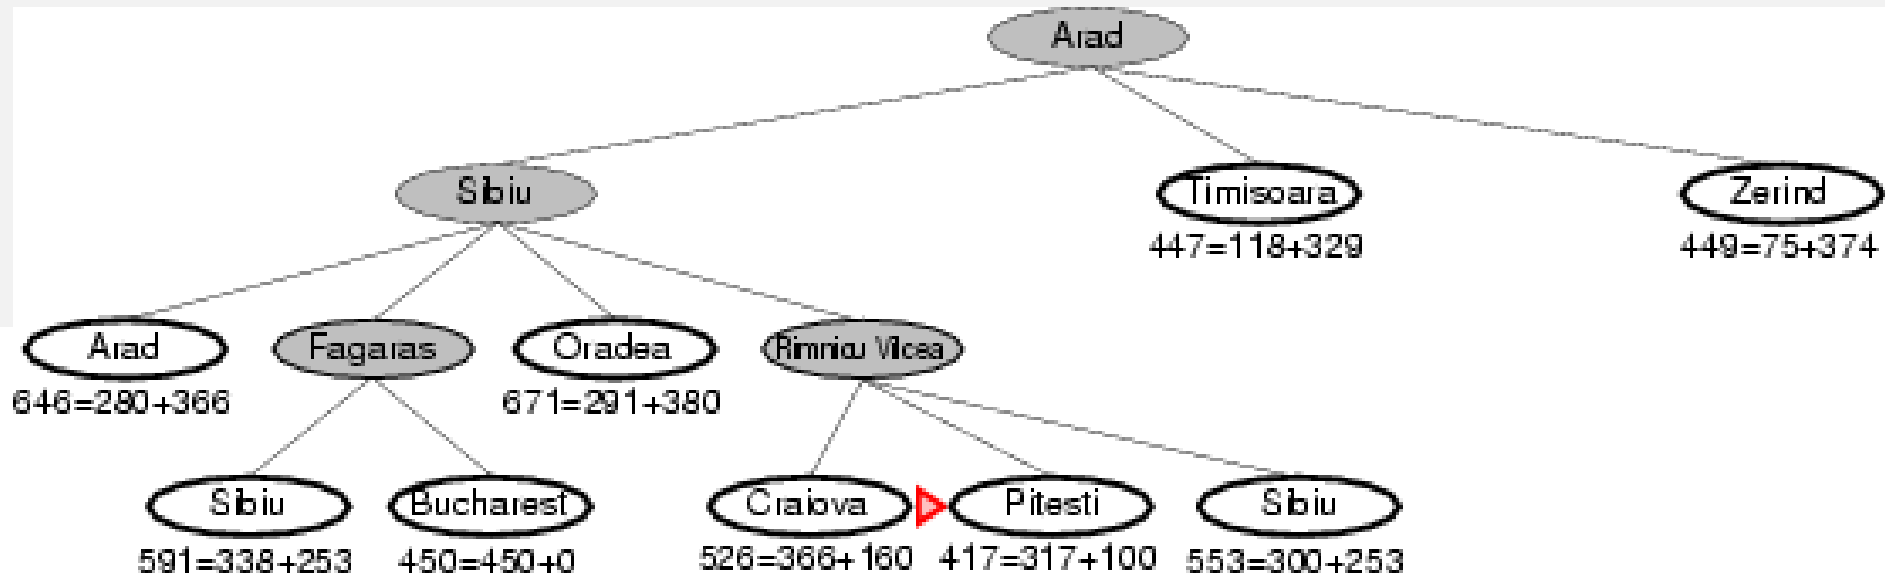 Arad
Sibiu
Timisoara
Zerind
447=118+329
449=75+374
Arad
Fagaras
Oradea
Rimnicu Vilcea
646=280+366
671=291+380
Sibiu
Bucharest
Craiova
Pitesti
Sibiu
591=338+253
450=450+0
526=366+160
417=317+100
553=300+253